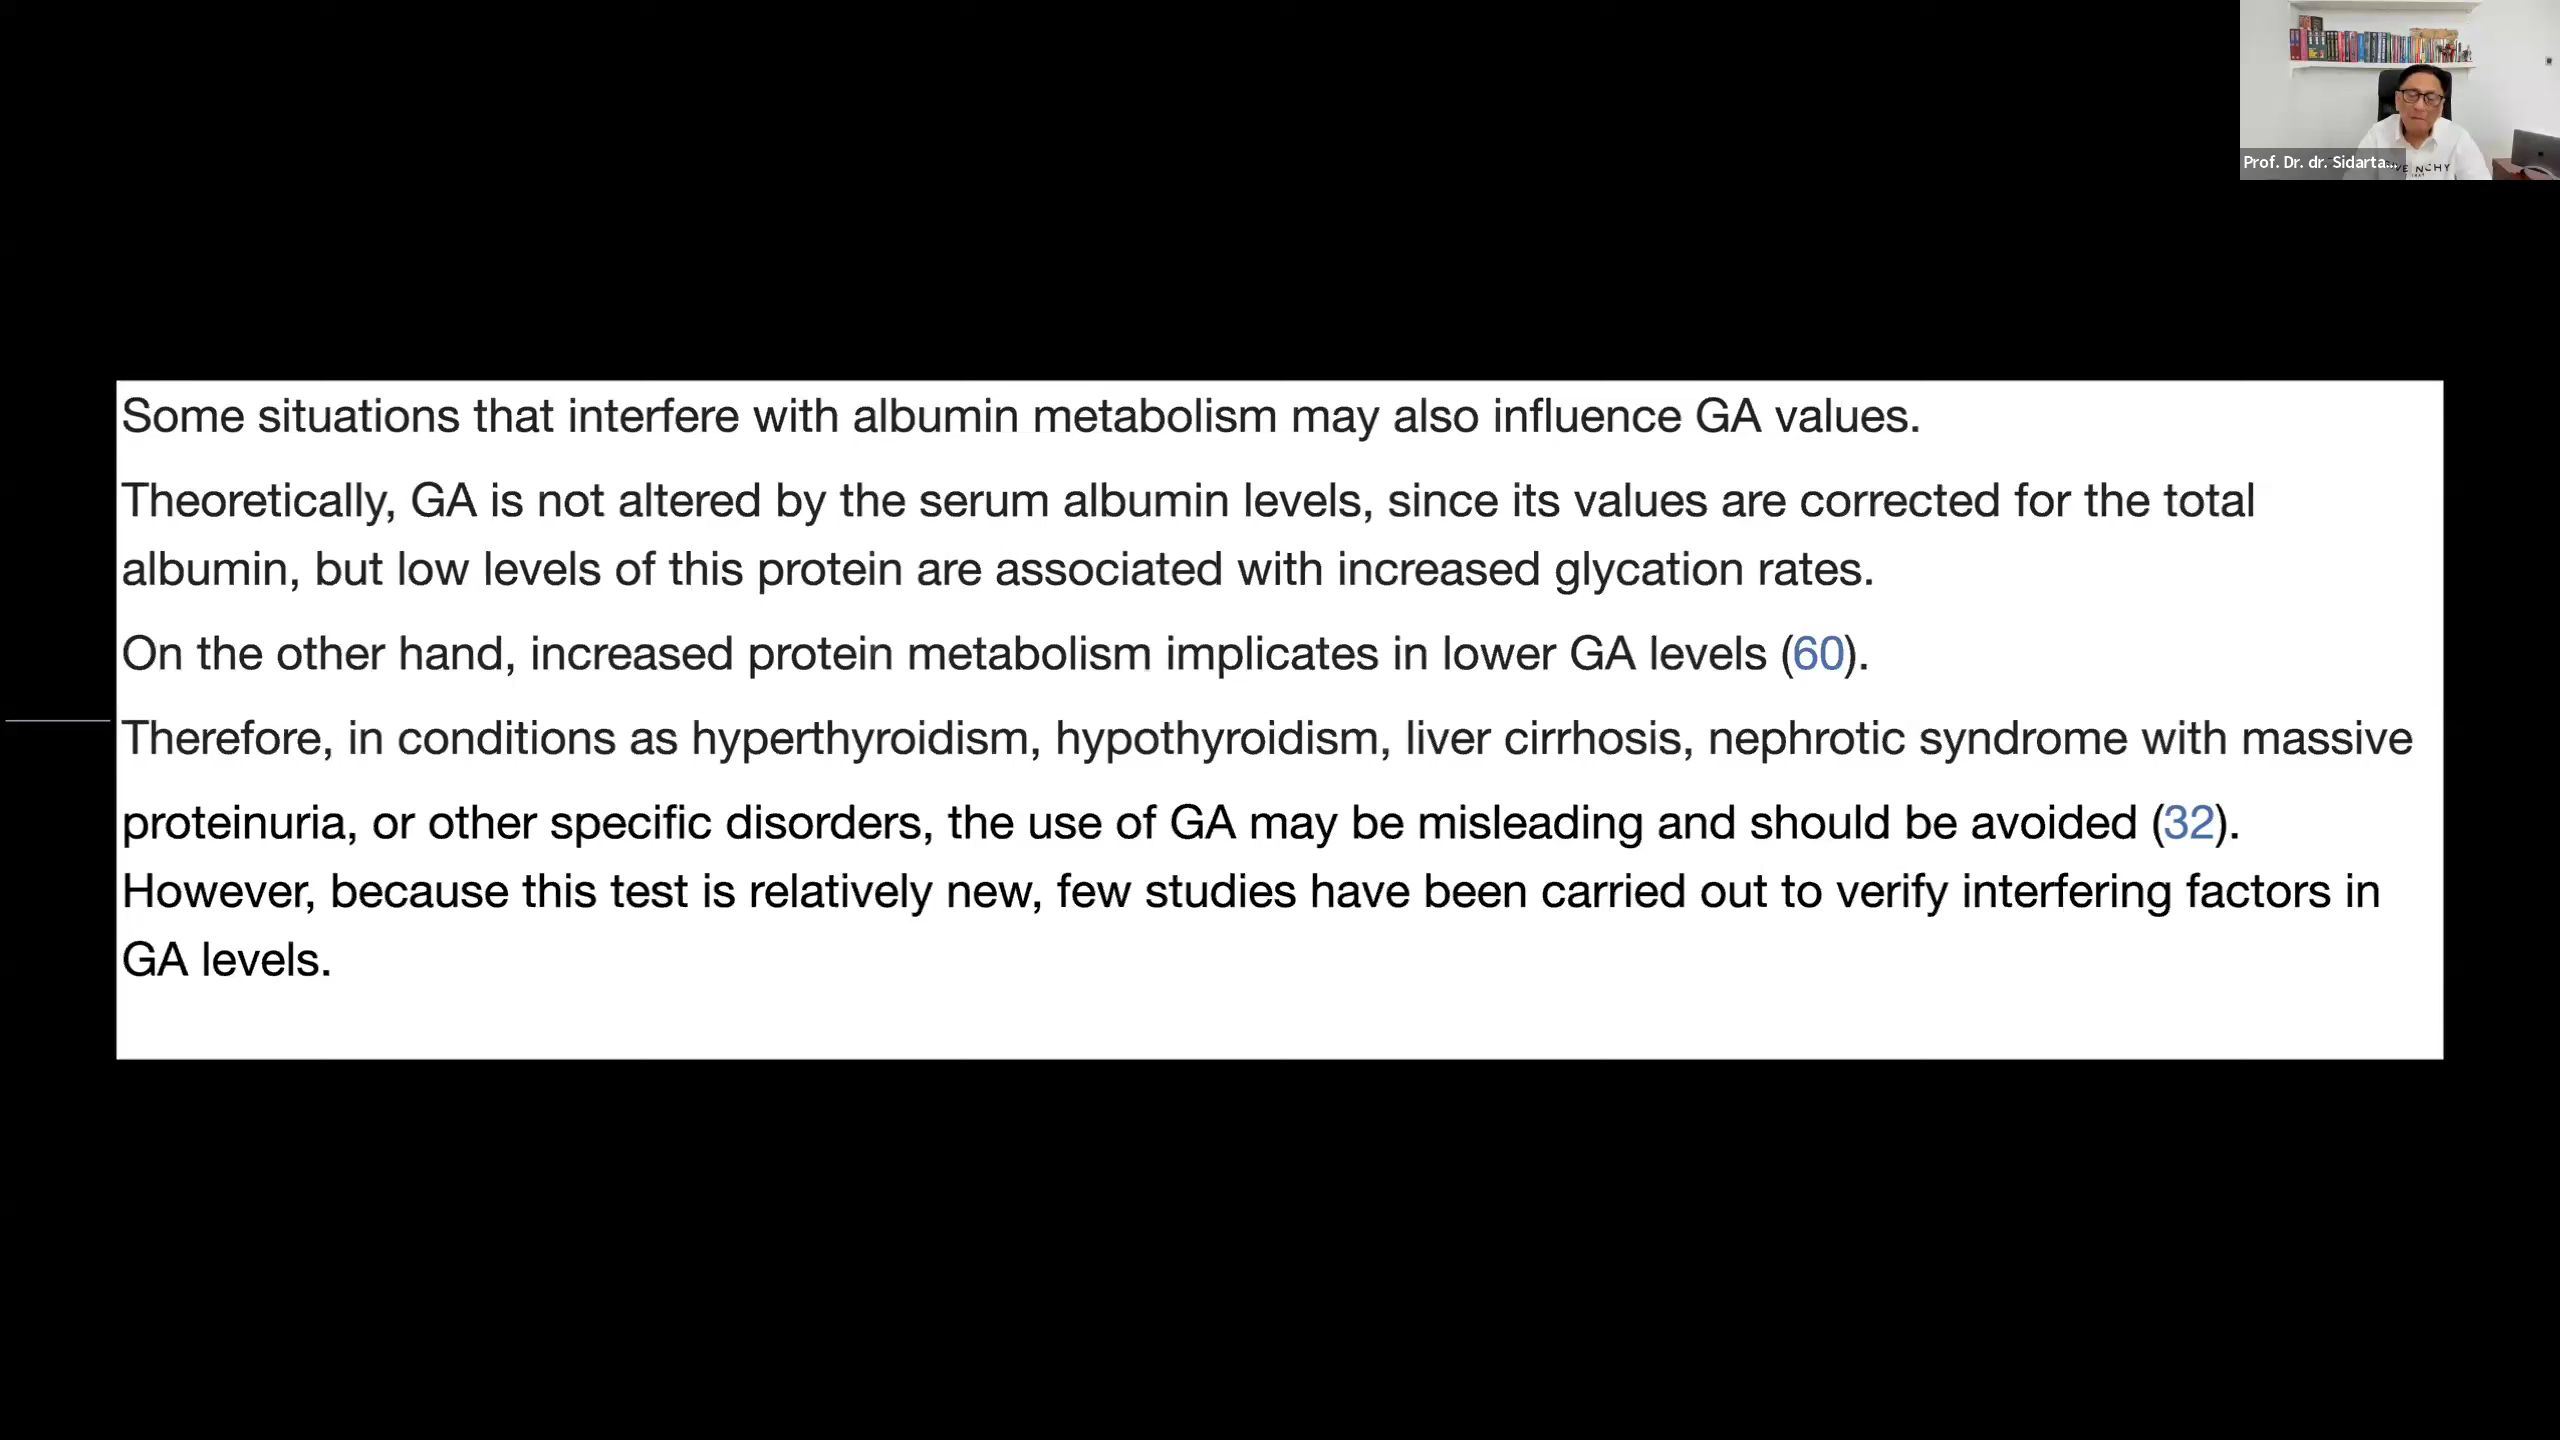 Prof. Dr. dr. Sidarta...
Some situations that interfere with albumin metabolism may also influence GA values.
Theoretically, GA is not altered by the serum albumin levels, since its values are corrected for the total
albumin, but low levels of this protein are associated with increased glycation rates.
On the other hand, increased protein metabolism implicates in lower GA levels (60).
Therefore, in conditions as hyperthyroidism, hypothyroidism, liver cirrhosis, nephrotic syndrome with massive
proteinuria, or other specific disorders, the use of GA may be misleading and should be avoided (32).
However, because this test is relatively new, few studies have been carried out to verify interfering factors in
GA levels.